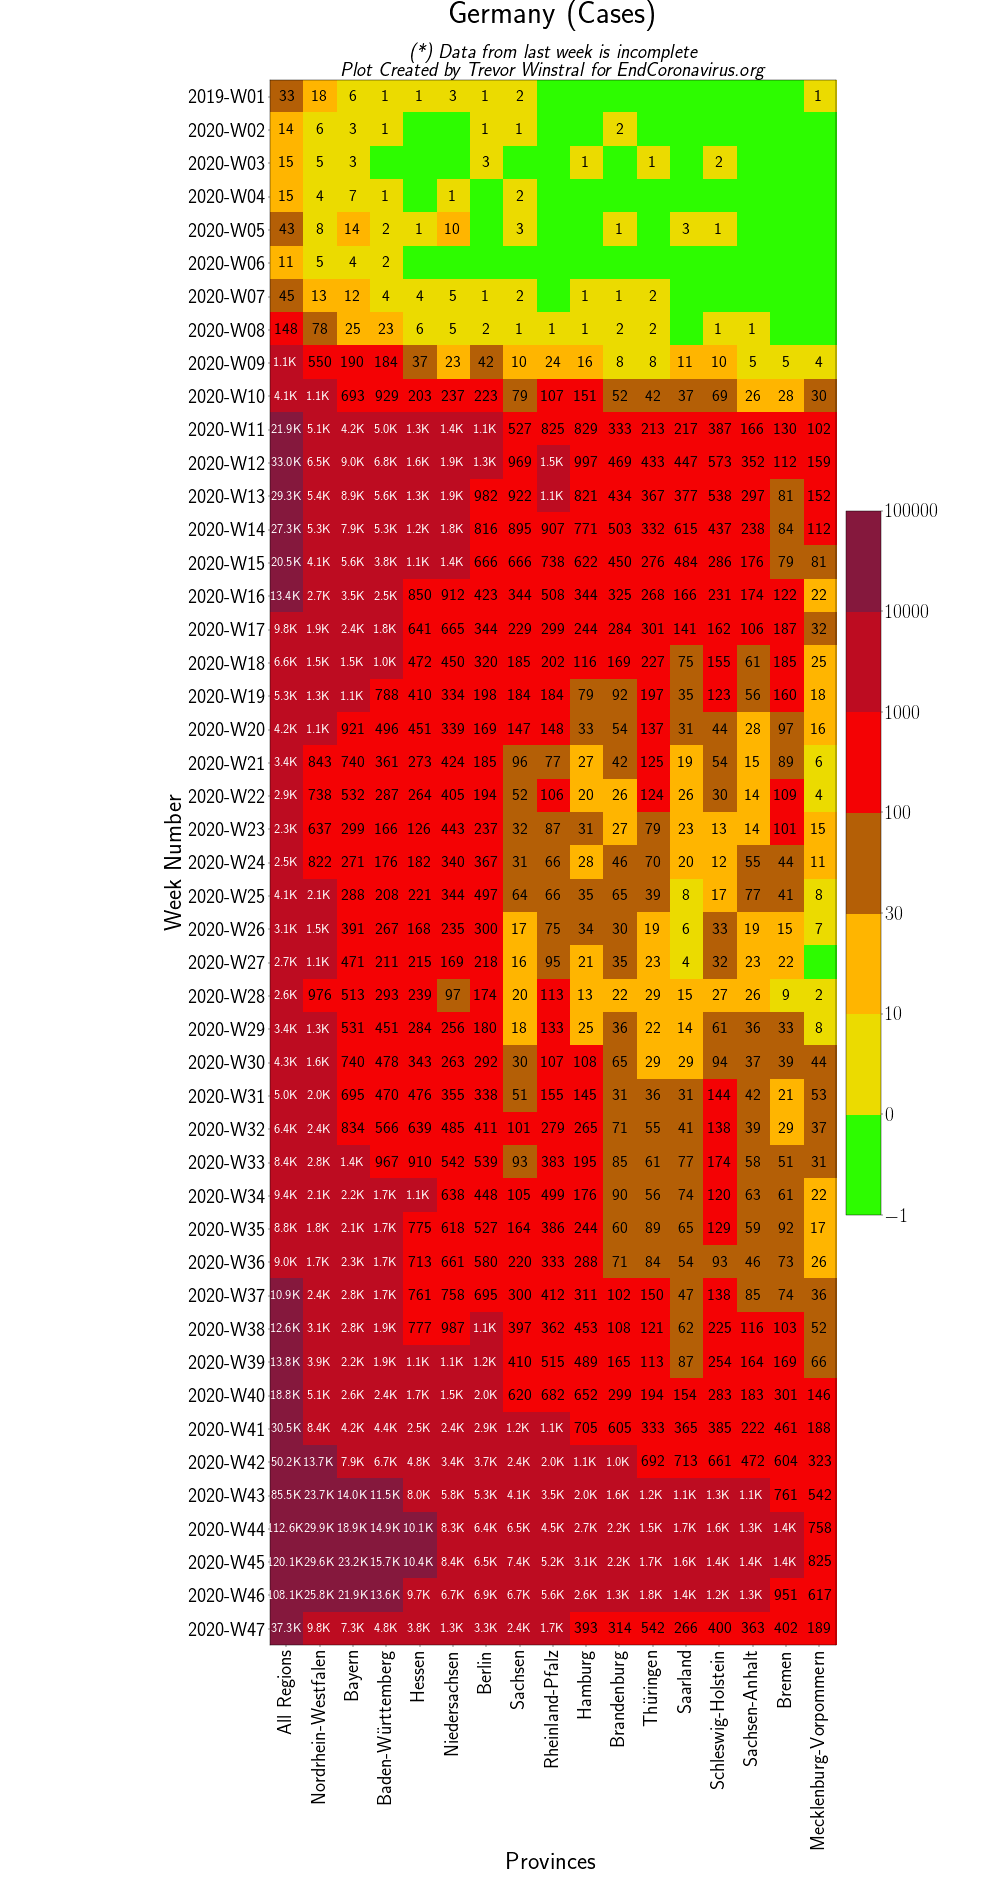 Germany (Cases)
(*) Data from last week is incomplete
Plot Created by Trevor Winstral for EndCoronavirus.org
2019-W01 33 18 6 1 1 3 1 2 1
2020-W02 14 6 3 1 1 1 2
2020-W03 15 5 3 3 1 1 2
2020-W04 15 4 7 1 1 2
2020-W05 43 8 14 2 1 10 3 1 3 1
2020-W06 11 5 4 2
2020-W07 45 13 12 4 4 5 1 2 1 1 2
2020-W08 148 78 25 23 6 5 2 1 1 1 2 2 1 1
2020-W09 1.1K 550 190 184 37 23 42 10 24 16 8 8 11 10 5 5 4
2020-W10 4.1K 1.1K 693 929 203 237 223 79 107 151 52 42 37 69 26 28 30
2020-W11 21.9K 5.1K 4.2K 5.0K 1.3K 1.4K 1.1K 527 825 829 333 213 217 387 166 130 102
2020-W12 33.0K 6.5K 9.0K 6.8K 1.6K 1.9K 1.3K 969 1.5K 997 469 433 447 573 352 112 159
2020-W13 29.3K 5.4K 8.9K 5.6K 1.3K 1.9K 982 922 1.1K 821 434 367 377 538 297 81 152
2020-W14 27.3K 5.3K 7.9K 5.3K 1.2K 1.8K 816 895 907 771 503 332 615 437 238 84 112
2020-W15 20.5K 4.1K 5.6K 3.8K 1.1K 1.4K 666 666 738 622 450 276 484 286 176 79 81
2020-W16 13.4K 2.7K 3.5K 2.5K 850 912 423 344 508 344 325 268 166 231 174 122 22
2020-W17 9.8K 1.9K 2.4K 1.8K 641 665 344 229 299 244 284 301 141 162 106 187 32
2020-W18 6.6K 1.5K 1.5K 1.0K 472 450 320 185 202 116 169 227 75 155 61 185 25
2020-W19 5.3K 1.3K 1.1K 788 410 334 198 184 184 79 92 197 35 123 56 160 18
2020-W20 4.2K 1.1K 921 496 451 339 169 147 148 33 54 137 31 44 28 97 16
2020-W21 3.4K 843 740 361 273 424 185 96 77 27 42 125 19 54 15 89 6
2020-W22 2.9K 738 532 287 264 405 194 52 106 20 26 124 26 30 14 109 4
2020-W23 2.3K 637 299 166 126 443 237 32 87 31 27 79 23 13 14 101 15
2020-W24 2.5K 822 271 176 182 340 367 31 66 28 46 70 20 12 55 44 11
2020-W25 4.1K 2.1K 288 208 221 344 497 64 66 35 65 39 8 17 77 41 8
2020-W26 3.1K 1.5K 391 267 168 235 300 17 75 34 30 19 6 33 19 15 7
2020-W27 2.7K 1.1K 471 211 215 169 218 16 95 21 35 23 4 32 23 22
2020-W28 2.6K 976 513 293 239 97 174 20 113 13 22 29 15 27 26 9 2
2020-W29 3.4K 1.3K 531 451 284 256 180 18 133 25 36 22 14 61 36 33 8
2020-W30 4.3K 1.6K 740 478 343 263 292 30 107 108 65 29 29 94 37 39 44
2020-W31 5.0K 2.0K 695 470 476 355 338 51 155 145 31 36 31 144 42 21 53
2020-W32 6.4K 2.4K 834 566 639 485 411 101 279 265 71 55 41 138 39 29 37
2020-W33 8.4K 2.8K 1.4K 967 910 542 539 93 383 195 85 61 77 174 58 51 31
2020-W34 9.4K 2.1K 2.2K 1.7K 1.1K 638 448 105 499 176 90 56 74 120 63 61 22
2020-W35 8.8K 1.8K 2.1K 1.7K 775 618 527 164 386 244 60 89 65 129 59 92 17
2020-W36 9.0K 1.7K 2.3K 1.7K 713 661 580 220 333 288 71 84 54 93 46 73 26
2020-W37 10.9K 2.4K 2.8K 1.7K 761 758 695 300 412 311 102 150 47 138 85 74 36
2020-W38 12.6K 3.1K 2.8K 1.9K 777 987 1.1K 397 362 453 108 121 62 225 116 103 52
2020-W39 13.8K 3.9K 2.2K 1.9K 1.1K 1.1K 1.2K 410 515 489 165 113 87 254 164 169 66
2020-W40 18.8K 5.1K 2.6K 2.4K 1.7K 1.5K 2.0K 620 682 652 299 194 154 283 183 301 146
2020-W41 30.5K 8.4K 4.2K 4.4K 2.5K 2.4K 2.9K 1.2K 1.1K 705 605 333 365 385 222 461 188
2020-W42 50.2K 13.7K 7.9K 6.7K 4.8K 3.4K 3.7K 2.4K 2.0K 1.1K 1.0K 692 713 661 472 604 323
2020-W43 85.5K 23.7K 14.0K 11.5K 8.0K 5.8K 5.3K 4.1K 3.5K 2.0K 1.6K 1.2K 1.1K 1.3K 1.1K 761 542
2020-W44 112.6K 29.9K 18.9K 14.9K 10.1K 8.3K 6.4K 6.5K 4.5K 2.7K 2.2K 1.5K 1.7K 1.6K 1.3K 1.4K 758
2020-W45 120.1K 29.6K 23.2K 15.7K 10.4K 8.4K 6.5K 7.4K 5.2K 3.1K 2.2K 1.7K 1.6K 1.4K 1.4K 1.4K 825
2020-W46 108.1K 25.8K 21.9K 13.6K 9.7K 6.7K 6.9K 6.7K 5.6K 2.6K 1.3K 1.8K 1.4K 1.2K 1.3K 951 617
2020-W47 37.3K 9.8K 7.3K 4.8K 3.8K 1.3K 3.3K 2.4K 1.7K 393 314 542 266 400 363 402 189
Week Number
All Regions
Nordrhein-Westfalen
Bayern
Baden-Württemberg
Hessen
Niedersachsen
Berlin
Sachsen
Rheinland-Pfalz
Hamburg
Brandenburg
Thüringen
Saarland
Schleswig-Holstein
Sachsen-Anhalt
Bremen
Mecklenburg-Vorpommern
Provinces
100000
10000
1000
100
30
10
0
−1